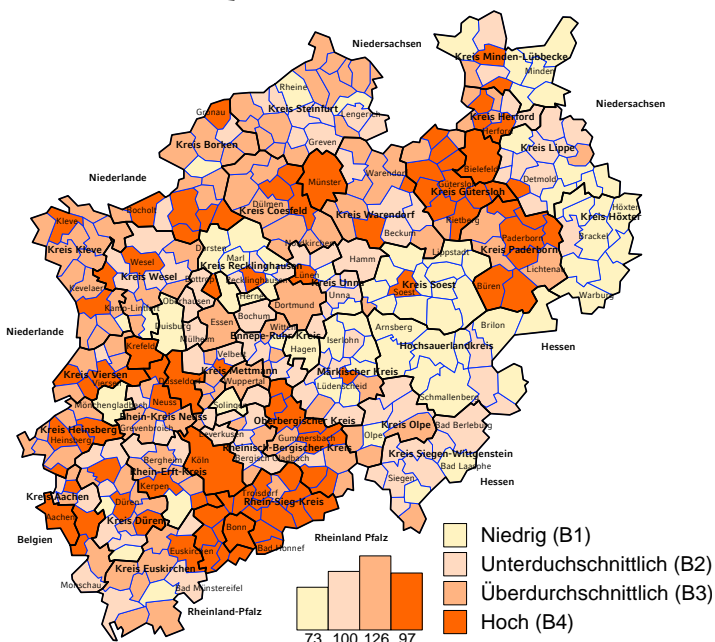 Niedersachsen
Kreis Minden-Lübbecke
Minden
Rheine
Kreis Steinfurt
Niedersachsen
Gronau
Lengerich
Kreis Herford
Herford
Greven
Kreis Borken
Kreis Lippe
Warendorf
Bielefeld
Niederlande
Münster
Detmold
Gütersloh
Kreis Gütersloh
Dülmen
Höxter
Kleve
Bocholt
Kreis Coesfeld
Kreis Warendorf
Rietberg
Kreis Höxter
Beckum
Brackel
Nordkirchen
Paderborn
Kreis Kleve
Dorsten
Lippstadt
Kreis Paderborn
Wesel
Marl
Hamm
Kreis Wesel
Kreis Recklinghausen
Lichtenau
Lünen
Kreis Unna
Kreis Soest
Kevelaer
Bottrop
Recklinghausen
Büren
Soest
Unna
Warburg
Oberhausen
Herne
Kamp-Lintfort
Dortmund
Bochum
Duisburg
Essen
Witten
Arnsberg
Brilon
Niederlande
Mülheim
Ennepe-Ruhr-Kreis
Iserlohn
Hochsauerlandkreis
Hessen
Krefeld
Velbert
Hagen
Kreis Viersen
Kreis Mettmann
Märkischer Kreis
Viersen
Düsseldorf
Wuppertal
Lüdenscheid
Schmallenberg
Mönchengladbach
Neuss
Solingen
Rhein-Kreis Neuss
Oberbergischer Kreis
Kreis Heinsberg
Grevenbroich
Kreis Olpe
Bad Berleburg
Heinsberg
Leverkusen
Gummersbach
Olpe
Rheinisch-Bergischer Kreis
Kreis Siegen-Wittgenstein
Bergheim
Köln
Bergisch Gladbach
Bad Laasphe
Rhein-Erft-Kreis
Siegen
Hessen
Kreis Aachen
Kerpen
Troisdorf
Düren
Rhein-Sieg-Kreis
Aachen
Kreis Düren
Bonn
Belgien
Rheinland Pfalz
Euskirchen
Bad Honnef
Kreis Euskirchen
Monschau
Bad Münstereifel
Rheinland-Pfalz
Niedrig (B1)
Unterduchschnittlich (B2)
Überdurchschnittlich (B3)
Hoch (B4)
73 100 126 97